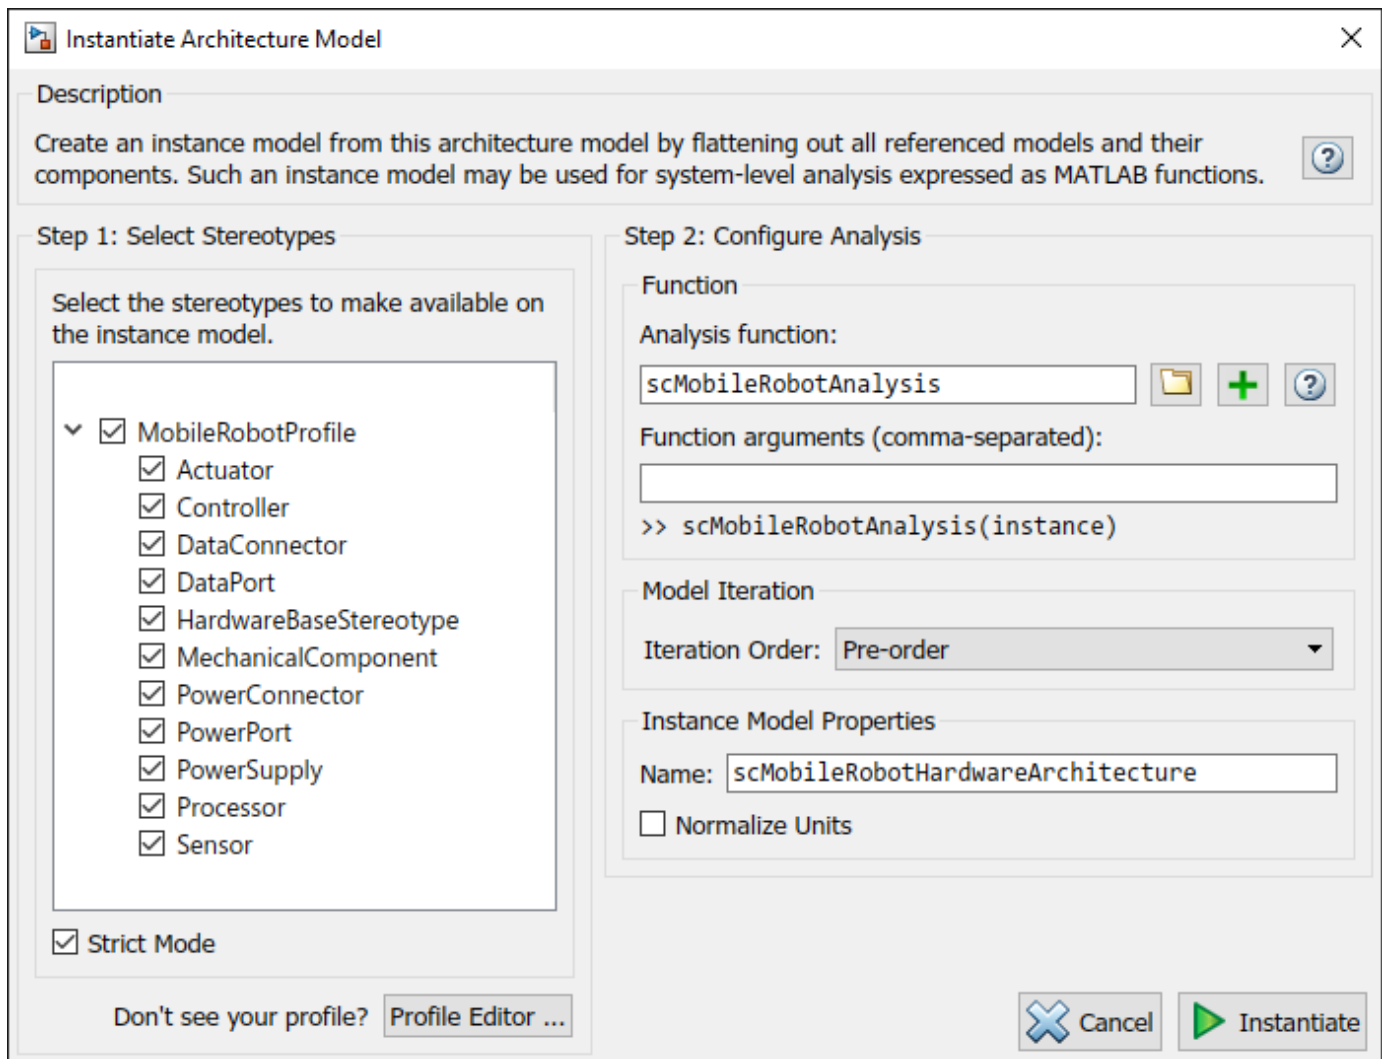 Instantiate Architecture Model
Description
Create an instance model from this architecture model by flattening out all referenced models and their
components. Such an instance model may be used for system-level analysis expressed as MATLAB functions.
Step 1: Select Stereotypes
Select the stereotypes to make available on
the instance model.
MobileRobotProfile
Actuator
Controller
DataConnector
DataPort
HardwareBaseStereotype
MechanicalComponent
PowerConnector
PowerPort
PowerSupply
Processor
Sensor
Strict Mode
Don't see your profile? Profile Editor ...
Step 2: Configure Analysis
Function
Analysis function:
scMobileRobotAnalysis
Function arguments (comma-separated):
>> scMobileRobotAnalysis(instance)
Model Iteration
Iteration Order: Pre-order
Instance Model Properties
Name: scMobileRobotHardwareArchitecture
Normalize Units
Cancel Instantiate